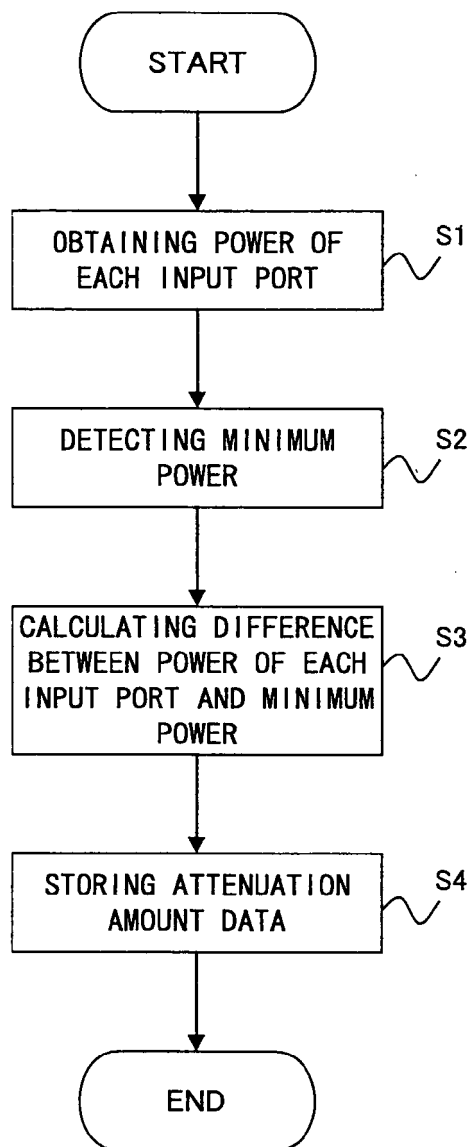 START
OBTAINING POWER OF
EACH INPUT PORT
S1
DETECTING MINIMUM
POWER
S2
CALCULATING DIFFERENCE
BETWEEN POWER OF EACH
INPUT PORT AND MINIMUM
POWER
S3
STORING ATTENUATION
AMOUNT DATA
S4
END